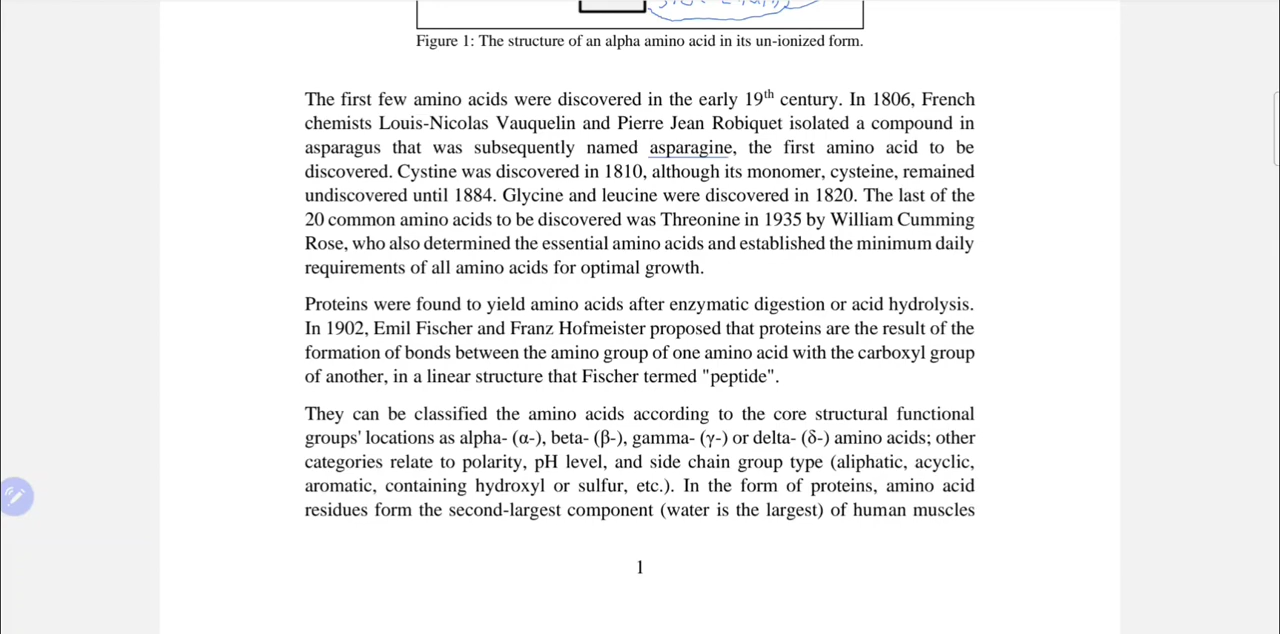 Figure 1: The structure of an alpha amino acid in its un-ionized form.
The first few amino acids were discovered in the early 19th century. In 1806, French
chemists Louis-Nicolas Vauquelin and Pierre Jean Robiquet isolated a compound in
asparagus that was subsequently named asparagine, the first amino acid to be
discovered. Cystine was discovered in 1810, although its monomer, cysteine, remained
undiscovered until 1884. Glycine and leucine were discovered in 1820. The last of the
20 common amino acids to be discovered was Threonine in 1935 by William Cumming
Rose, who also determined the essential amino acids and established the minimum daily
requirements of all amino acids for optimal growth.
Proteins were found to yield amino acids after enzymatic digestion or acid hydrolysis.
In 1902, Emil Fischer and Franz Hofmeister proposed that proteins are the result of the
formation of bonds between the amino group of one amino acid with the carboxyl group
of another, in a linear structure that Fischer termed "peptide".
They can be classified the amino acids according to the core structural functional
groups' locations as alpha- (α-), beta- (β-), gamma- (γ-) or delta- (δ-) amino acids; other
categories relate to polarity, pH level, and side chain group type (aliphatic, acyclic,
aromatic, containing hydroxyl or sulfur, etc.). In the form of proteins, amino acid
residues form the second-largest component (water is the largest) of human muscles
1